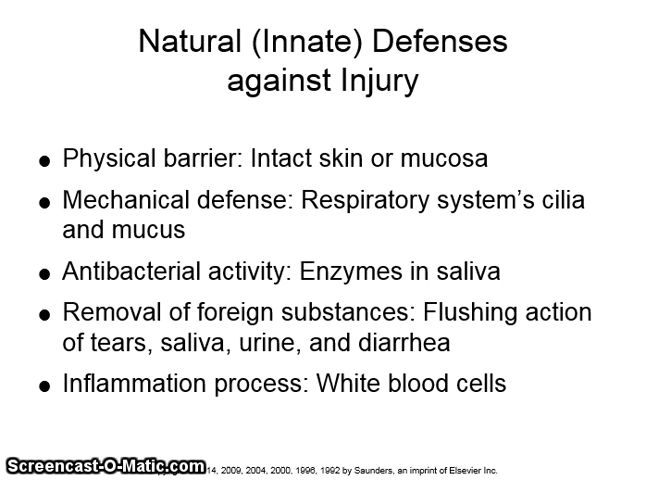 Natural (Innate) Defenses
against Injury
● Physical barrier: Intact skin or mucosa
● Mechanical defense: Respiratory system's cilia
and mucus
● Antibacterial activity: Enzymes in saliva
● Removal of foreign substances: Flushing action
of tears, saliva, urine, and diarrhea
● Inflammation process: White blood cells
Screencast-O-Matic.com 14, 2009, 2004, 2000, 1996, 1992 by Saunders, an imprint of Elsevier Inc.